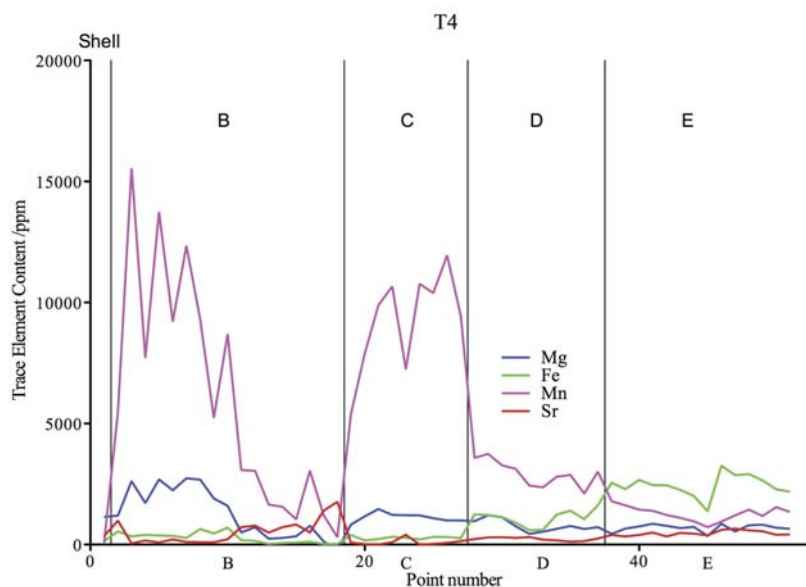 T4
Shell
20000
B C D E
15000
Trace Element Content /ppm
10000
Mg
Fe
Mn
Sr
5000
0
0 B 20 C D 40 E
Point number